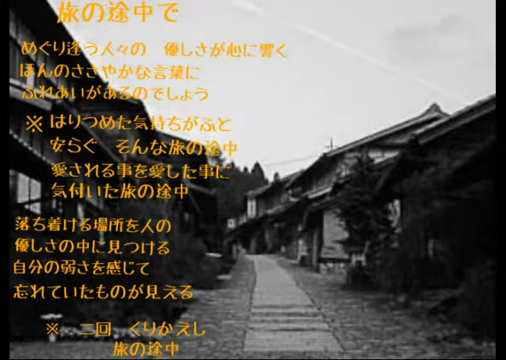 旅の途中で
めぐり逢う人々の 優しさが心に響く
ほんのささやかな言葉に
ふれあいがあるのでしょう
※ はりつめた気持ちがふと
安らぐ そんな旅の途中
愛される事を愛した事に
気付いた旅の途中
落ち着ける場所を人の
優しさの中に見つける
自分の弱さを感じて
忘れていたものが見える
※ 二回 くりかえし
旅の途中